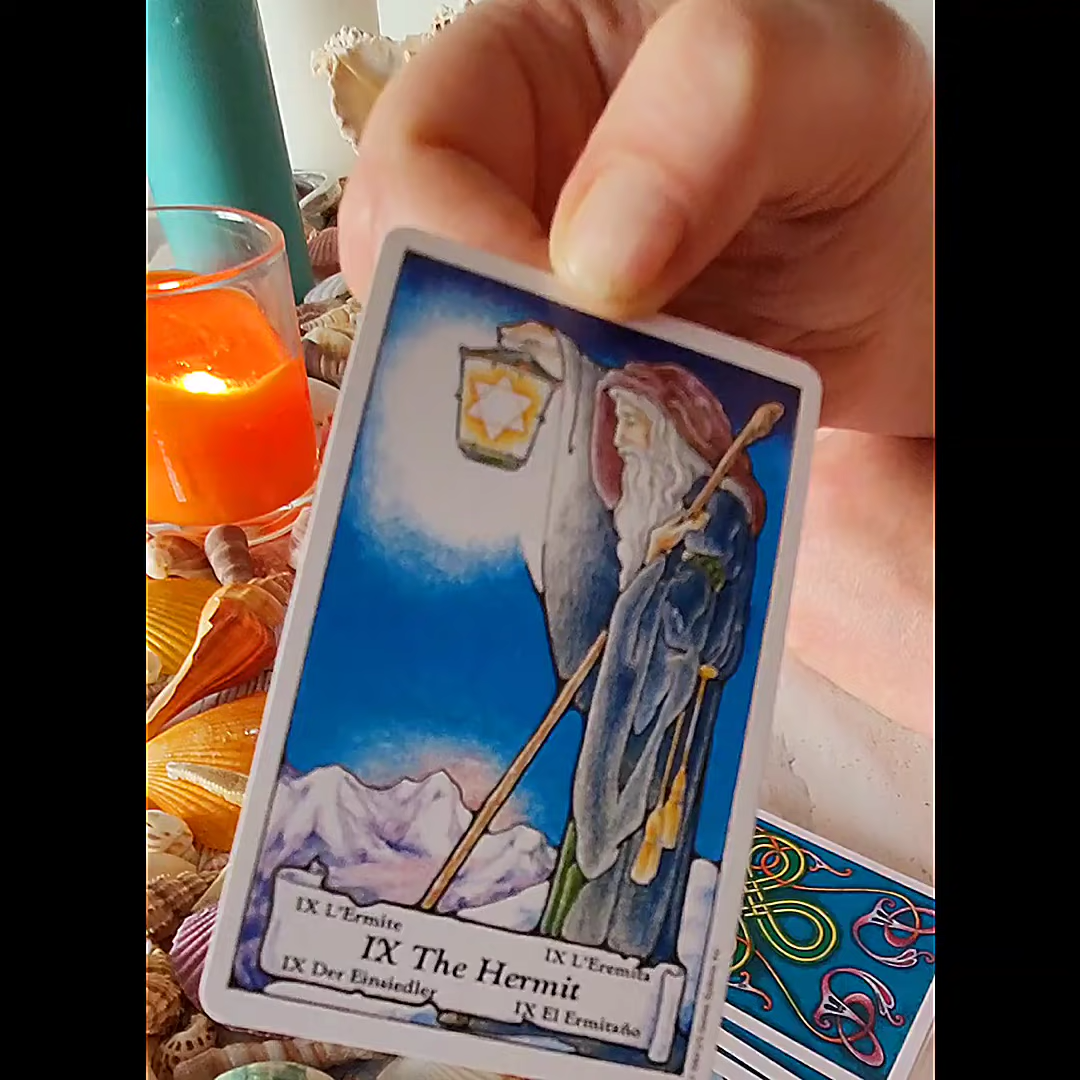 IX L'Ermite
IX The Hermit
IX L'Eremita
IX Der Einsiedler
IX El Ermitaño